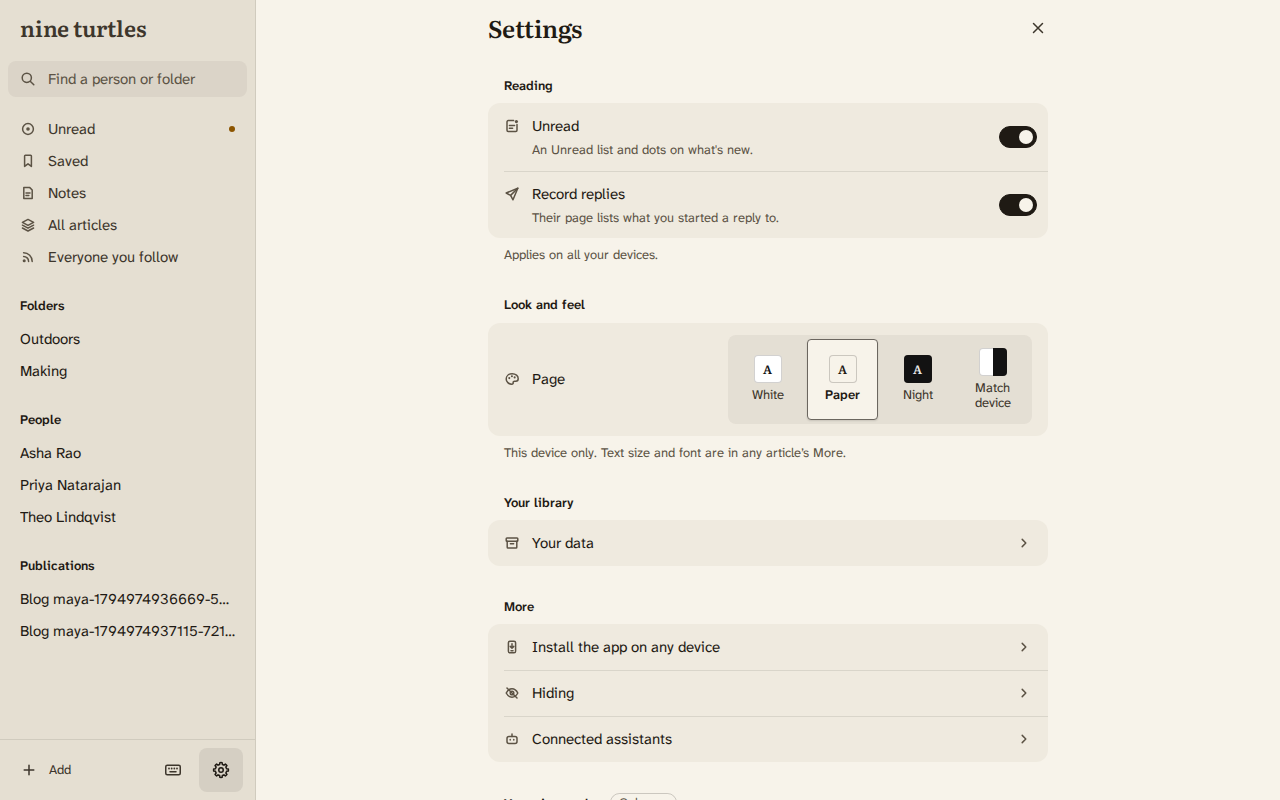 nine turtles
Find a person or folder
Unread
Saved
Notes
All articles
Everyone you follow
Folders
Outdoors
Making
People
Asha Rao
Priya Natarajan
Theo Lindqvist
Publications
Blog maya-1794974936669-5...
Blog maya-1794974937115-721...
Add
Settings
Reading
Unread
An Unread list and dots on what's new.
Record replies
Their page lists what you started a reply to.
Applies on all your devices.
Look and feel
Page
A
White
A
Paper
A
Night
Match
device
This device only. Text size and font are in any article's More.
Your library
Your data
More
Install the app on any device
Hiding
Connected assistants